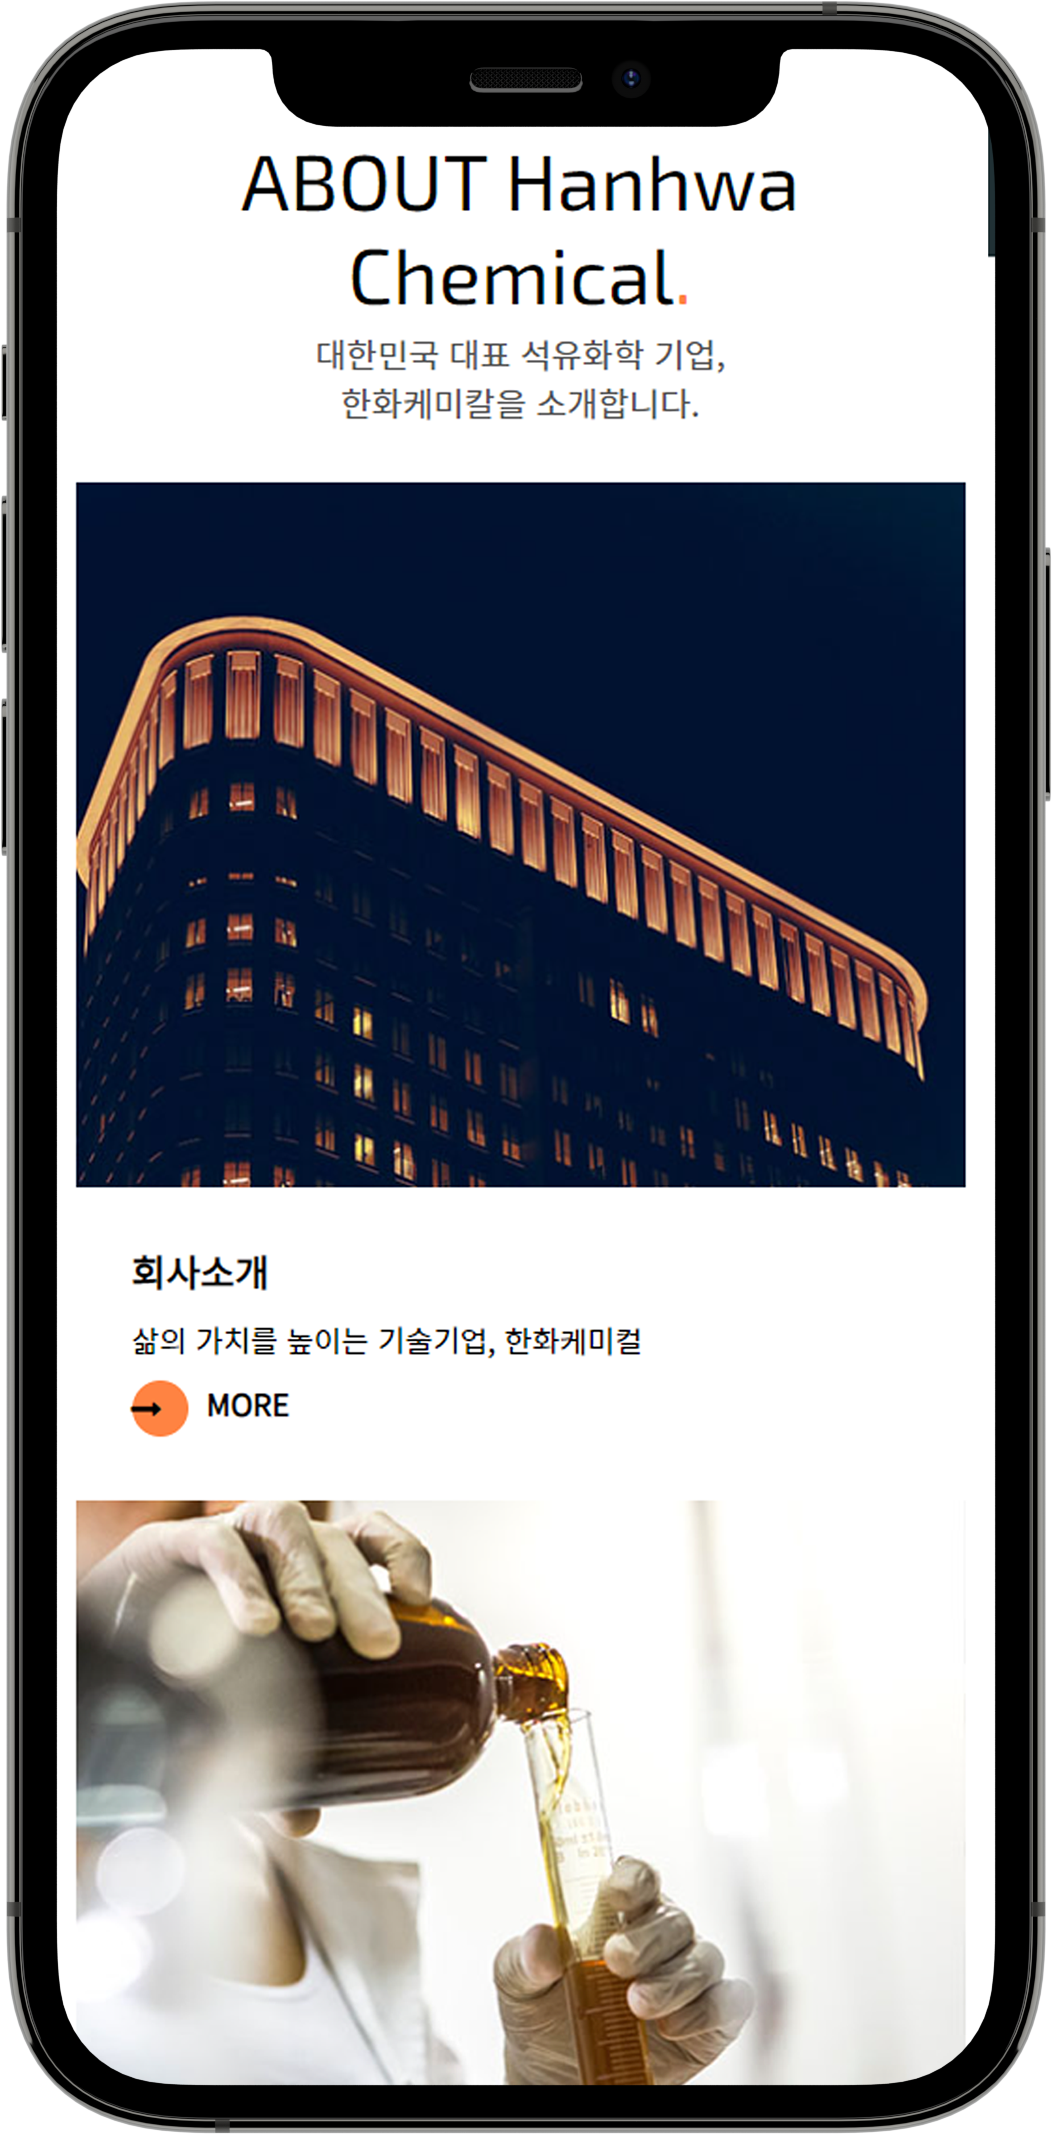 ABOUT Hanhwa
Chemical.
대한민국 대표 석유화학 기업,
한화케미칼을 소개합니다.
회사소개
삶의 가치를 높이는 기술기업, 한화케미컬
MORE